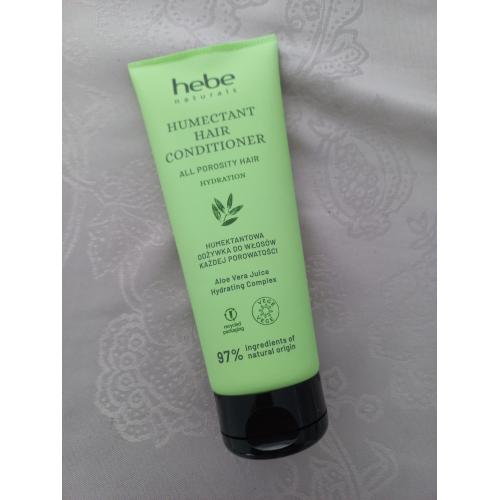 hebe
naturals
HUMECTANT
HAIR
CONDITIONER
ALL POROSITY HAIR
HYDRATION
HUMEKTANTOWA
ODŻYWKA DO WŁOSÓW
KAŻDEJ POROWATOŚCI
Aloe Vera Juice
Hydrating Complex
recycled
packaging
VEGE
VEGE
97% ingredients of
natural origin